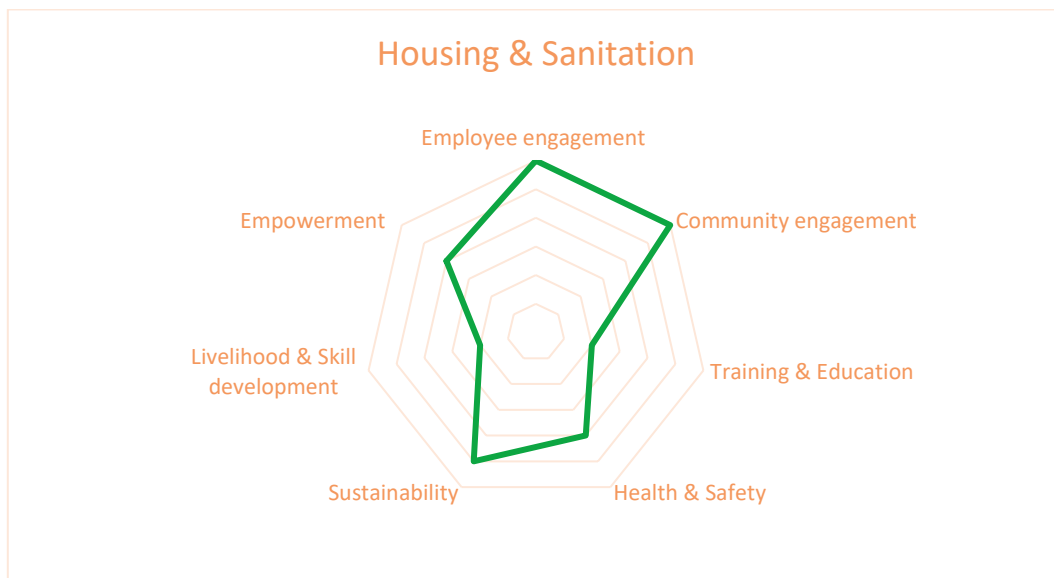 Housing & Sanitation
Employee engagement
Empowerment
Community engagement
Livelihood & Skill
development
Training & Education
Sustainability
Health & Safety